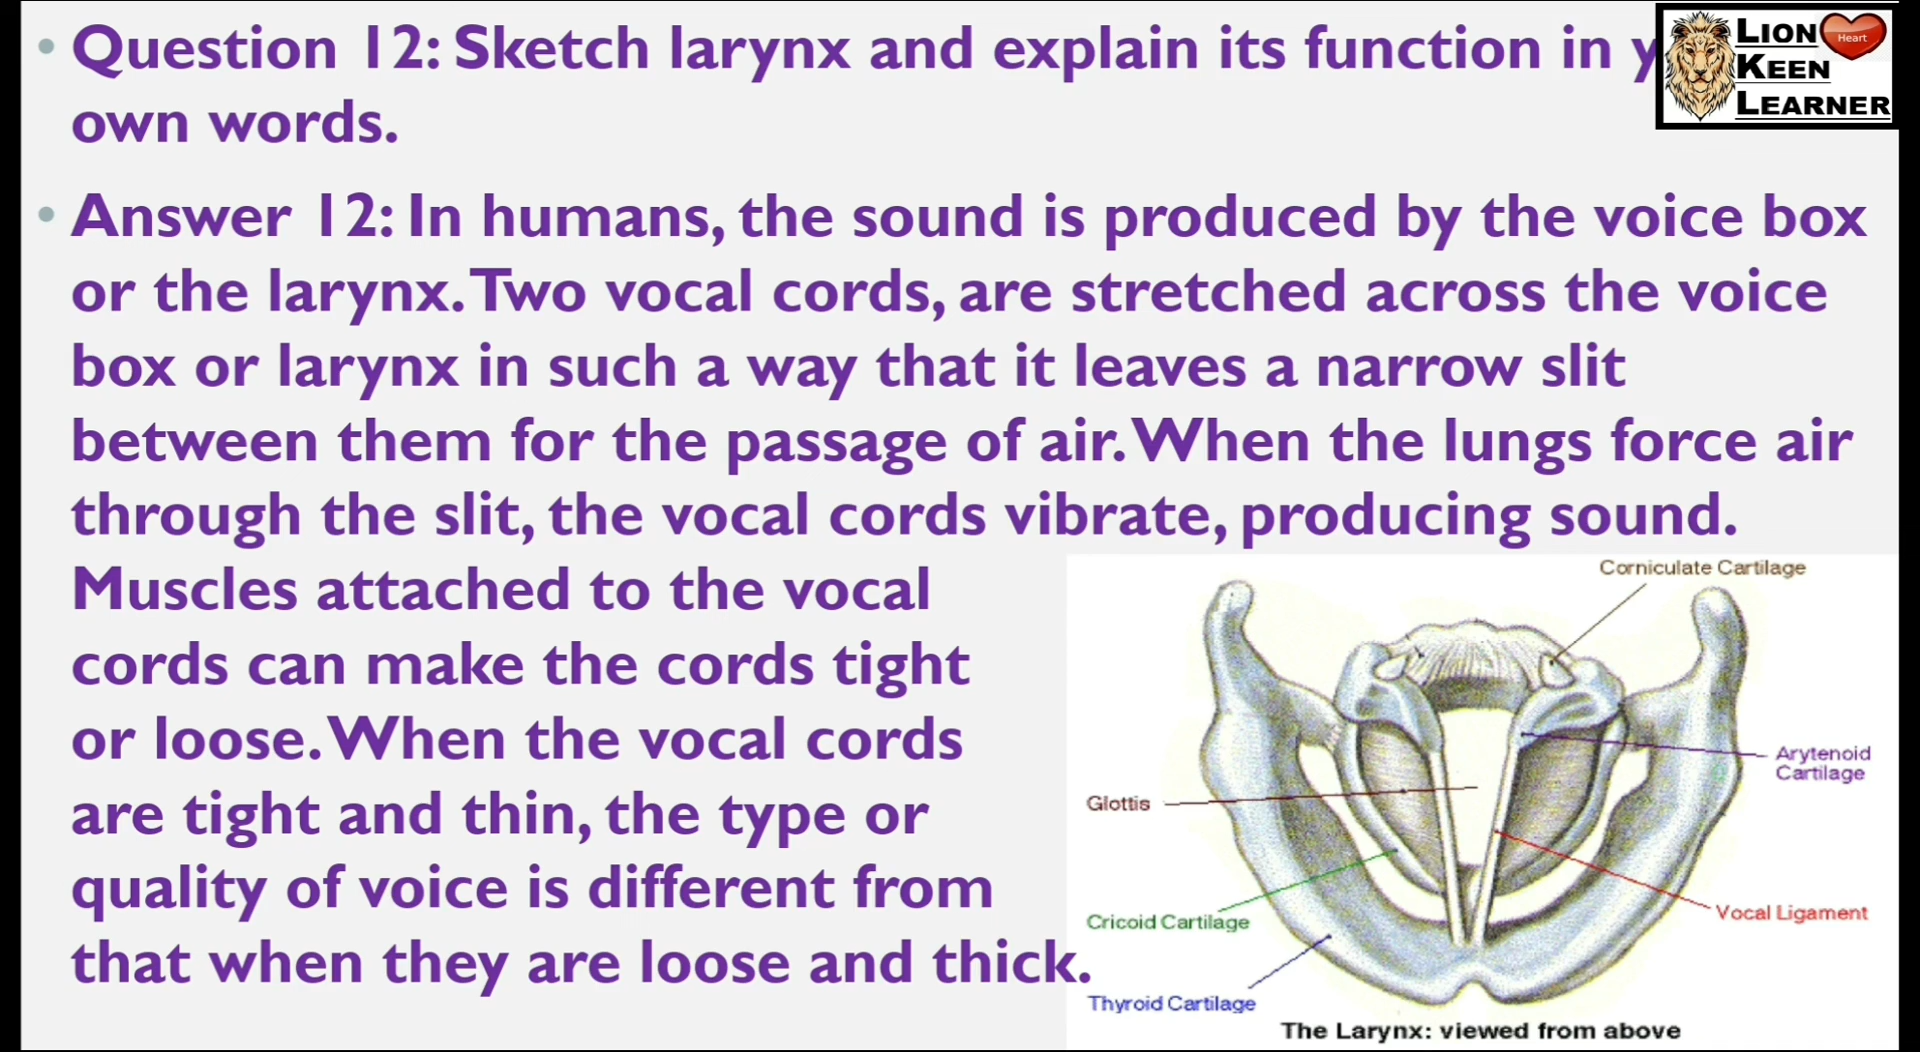 • Question 12: Sketch larynx and explain its function in y
own words.
• Answer 12: In humans, the sound is produced by the voice box
or the larynx. Two vocal cords, are stretched across the voice
box or larynx in such a way that it leaves a narrow slit
between them for the passage of air. When the lungs force air
through the slit, the vocal cords vibrate, producing sound.
Muscles attached to the vocal
cords can make the cords tight
or loose. When the vocal cords
are tight and thin, the type or
quality of voice is different from
that when they are loose and thick.
LION
Heart
KEEN
LEARNER
Corniculate Cartilage
Arytenoid
Cartilage
Glottis
Cricoid Cartilage
Vocal Ligament
Thyroid Cartilage
The Larynx: viewed from above